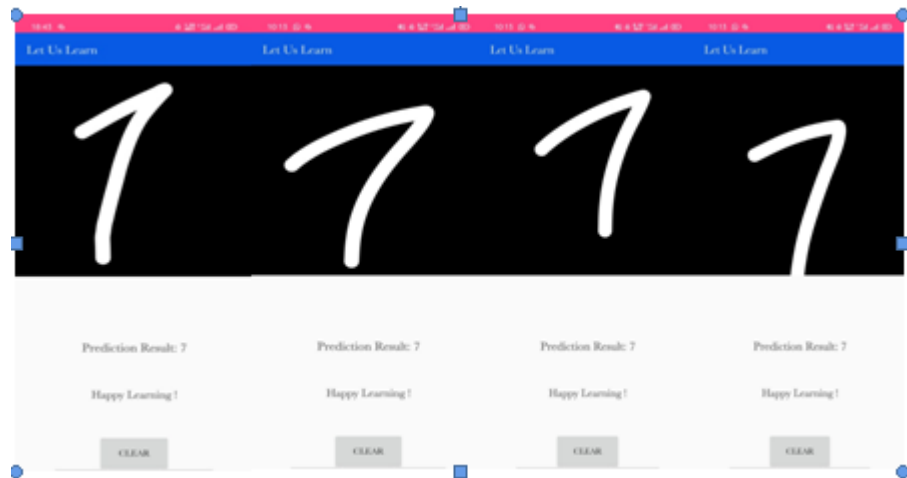 Let Us Learn Let Us Learn Let Us Learn Let Us Learn
7 7 7 7
Prediction Result: 7 Prediction Result: 7 Prediction Result: 7 Prediction Result: 7
Happy Learning ! Happy Learning ! Happy Learning ! Happy Learning !
CLEAR CLEAR CLEAR CLEAR